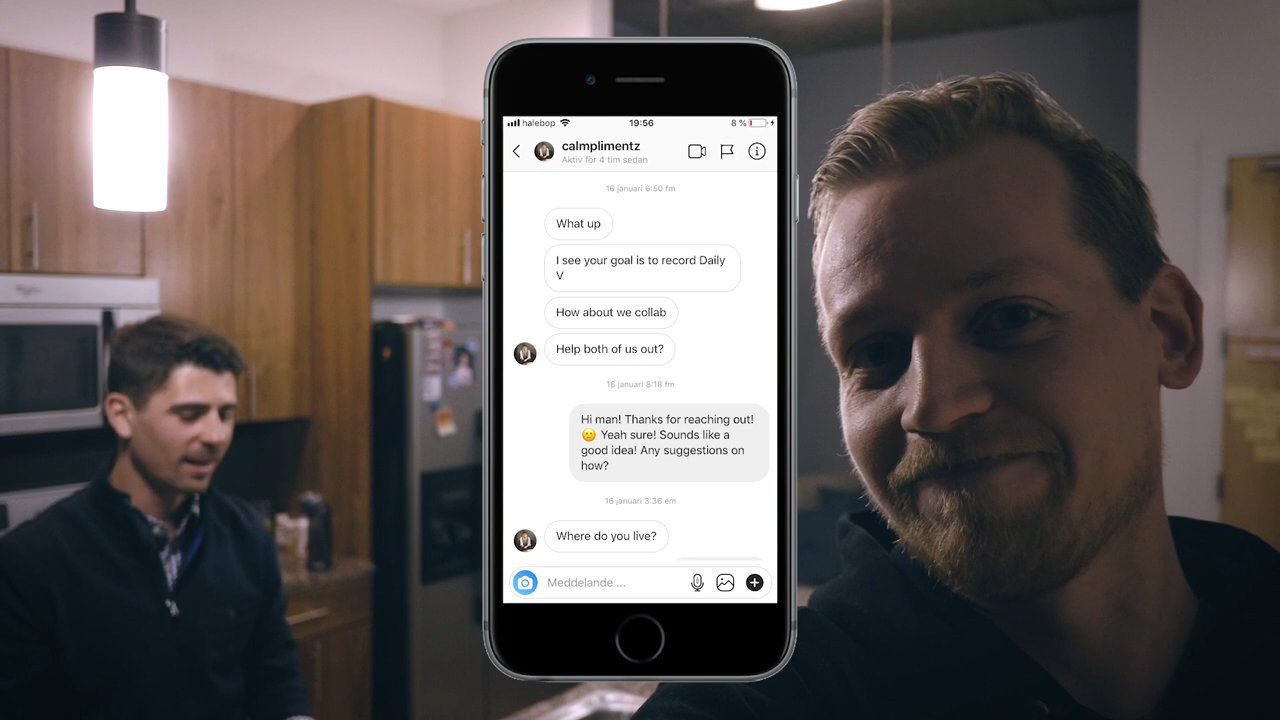 halebop 19:56 8 %
calmplimentz
Aktiv för 4 tim sedan
16 januari 6:50 fm
What up
I see your goal is to record Daily
V
How about we collab
Help both of us out?
16 januari 8:18 fm
Hi man! Thanks for reaching out!
🙂 Yeah sure! Sounds like a
good idea! Any suggestions on
how?
16 januari 3:36 em
Where do you live?
Meddelande ...